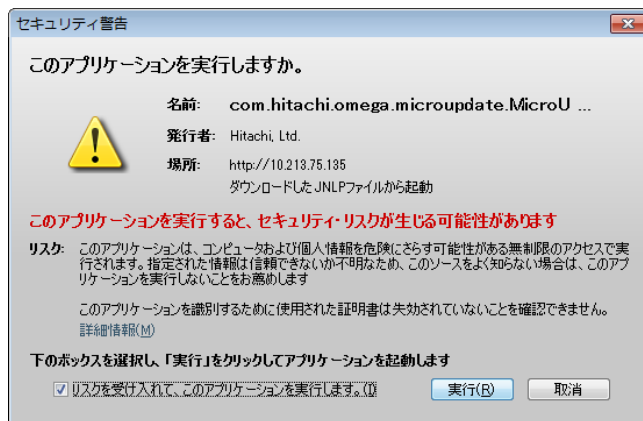 セキュリティ警告
このアプリケーションを実行しますか。
名前: com.hitachi.omega.microupdate.MicroU ...
発行者: Hitachi, Ltd.
場所: http://10.213.75.135
ダウンロードしたJNLPファイルから起動
このアプリケーションを実行すると、セキュリティ・リスクが生じる可能性があります
リスク: このアプリケーションは、コンピュータおよび個人情報を危険にさらす可能性がある無制限のアクセスで実
行されます。指定された情報は信頼できないか不明なため、このソースをよく知らない場合は、このアプ
リケーションを実行しないことをお薦めします
このアプリケーションを識別するために使用された証明書は失効されていないことを確認できません。
詳細情報(M)
下のボックスを選択し、「実行」をクリックしてアプリケーションを起動します
リスクを受け入れて、このアプリケーションを実行します。(I) 実行(R) 取消